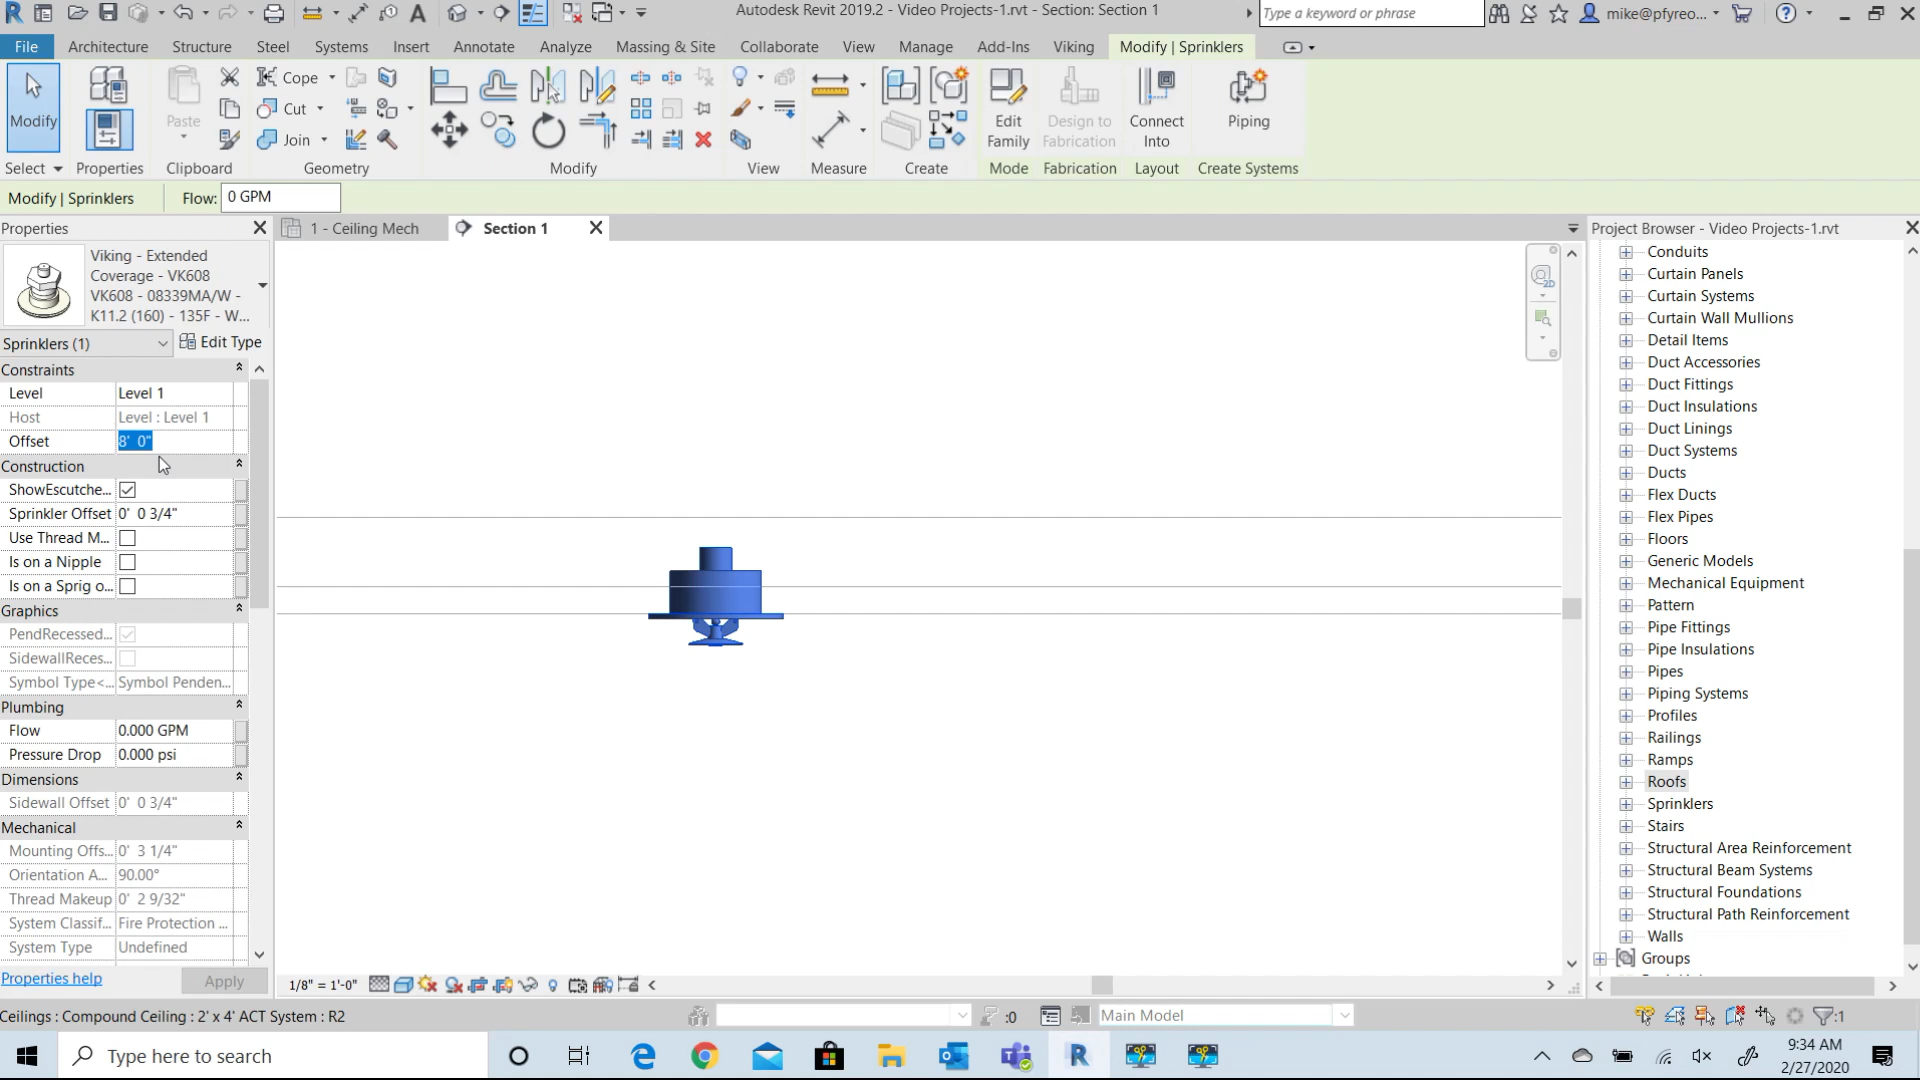 Autodesk Revit 2019.2 - Video Projects-1.rvt - Section: Section 1
Type a keyword or phrase
mike@pfyreo...
File Architecture Structure Steel Systems Insert Annotate Analyze Massing & Site Collaborate View Manage Add-Ins Viking Modify | Sprinklers
Modify
Paste
Cope
Cut
Join
Edit Family
Design to Fabrication
Connect Into
Piping
Select Properties Clipboard Geometry Modify View Measure Create Mode Fabrication Layout Create Systems
Modify | Sprinklers Flow: 0 GPM
Properties
1 - Ceiling Mech
Section 1
Project Browser - Video Projects-1.rvt
Viking - Extended
Coverage - VK608
VK608 - 08339MA/W -
K11.2 (160) - 135F - W...
Sprinklers (1) Edit Type
Constraints
Level Level 1
Host Level : Level 1
Offset 8' 0"
Construction
ShowEscutche...
Sprinkler Offset 0' 0 3/4"
Use Thread M...
Is on a Nipple
Is on a Sprig o...
Graphics
PendRecessed...
SidewallReces...
Symbol Type<... Symbol Penden...
Plumbing
Flow 0.000 GPM
Pressure Drop 0.000 psi
Dimensions
Sidewall Offset 0' 0 3/4"
Mechanical
Mounting Offs... 0' 3 1/4"
Orientation A... 90.00°
Thread Makeup 0' 2 9/32"
System Classif... Fire Protection ...
System Type Undefined
Properties help
Apply
2D
Conduits
Curtain Panels
Curtain Systems
Curtain Wall Mullions
Detail Items
Duct Accessories
Duct Fittings
Duct Insulations
Duct Linings
Duct Systems
Ducts
Flex Ducts
Flex Pipes
Floors
Generic Models
Mechanical Equipment
Pattern
Pipe Fittings
Pipe Insulations
Pipes
Piping Systems
Profiles
Railings
Ramps
Roofs
Sprinklers
Stairs
Structural Area Reinforcement
Structural Beam Systems
Structural Foundations
Structural Path Reinforcement
Walls
Groups
1/8" = 1'-0"
Ceilings : Compound Ceiling : 2' x 4' ACT System : R2
:0
Main Model
:1
Type here to search
9:34 AM
2/27/2020